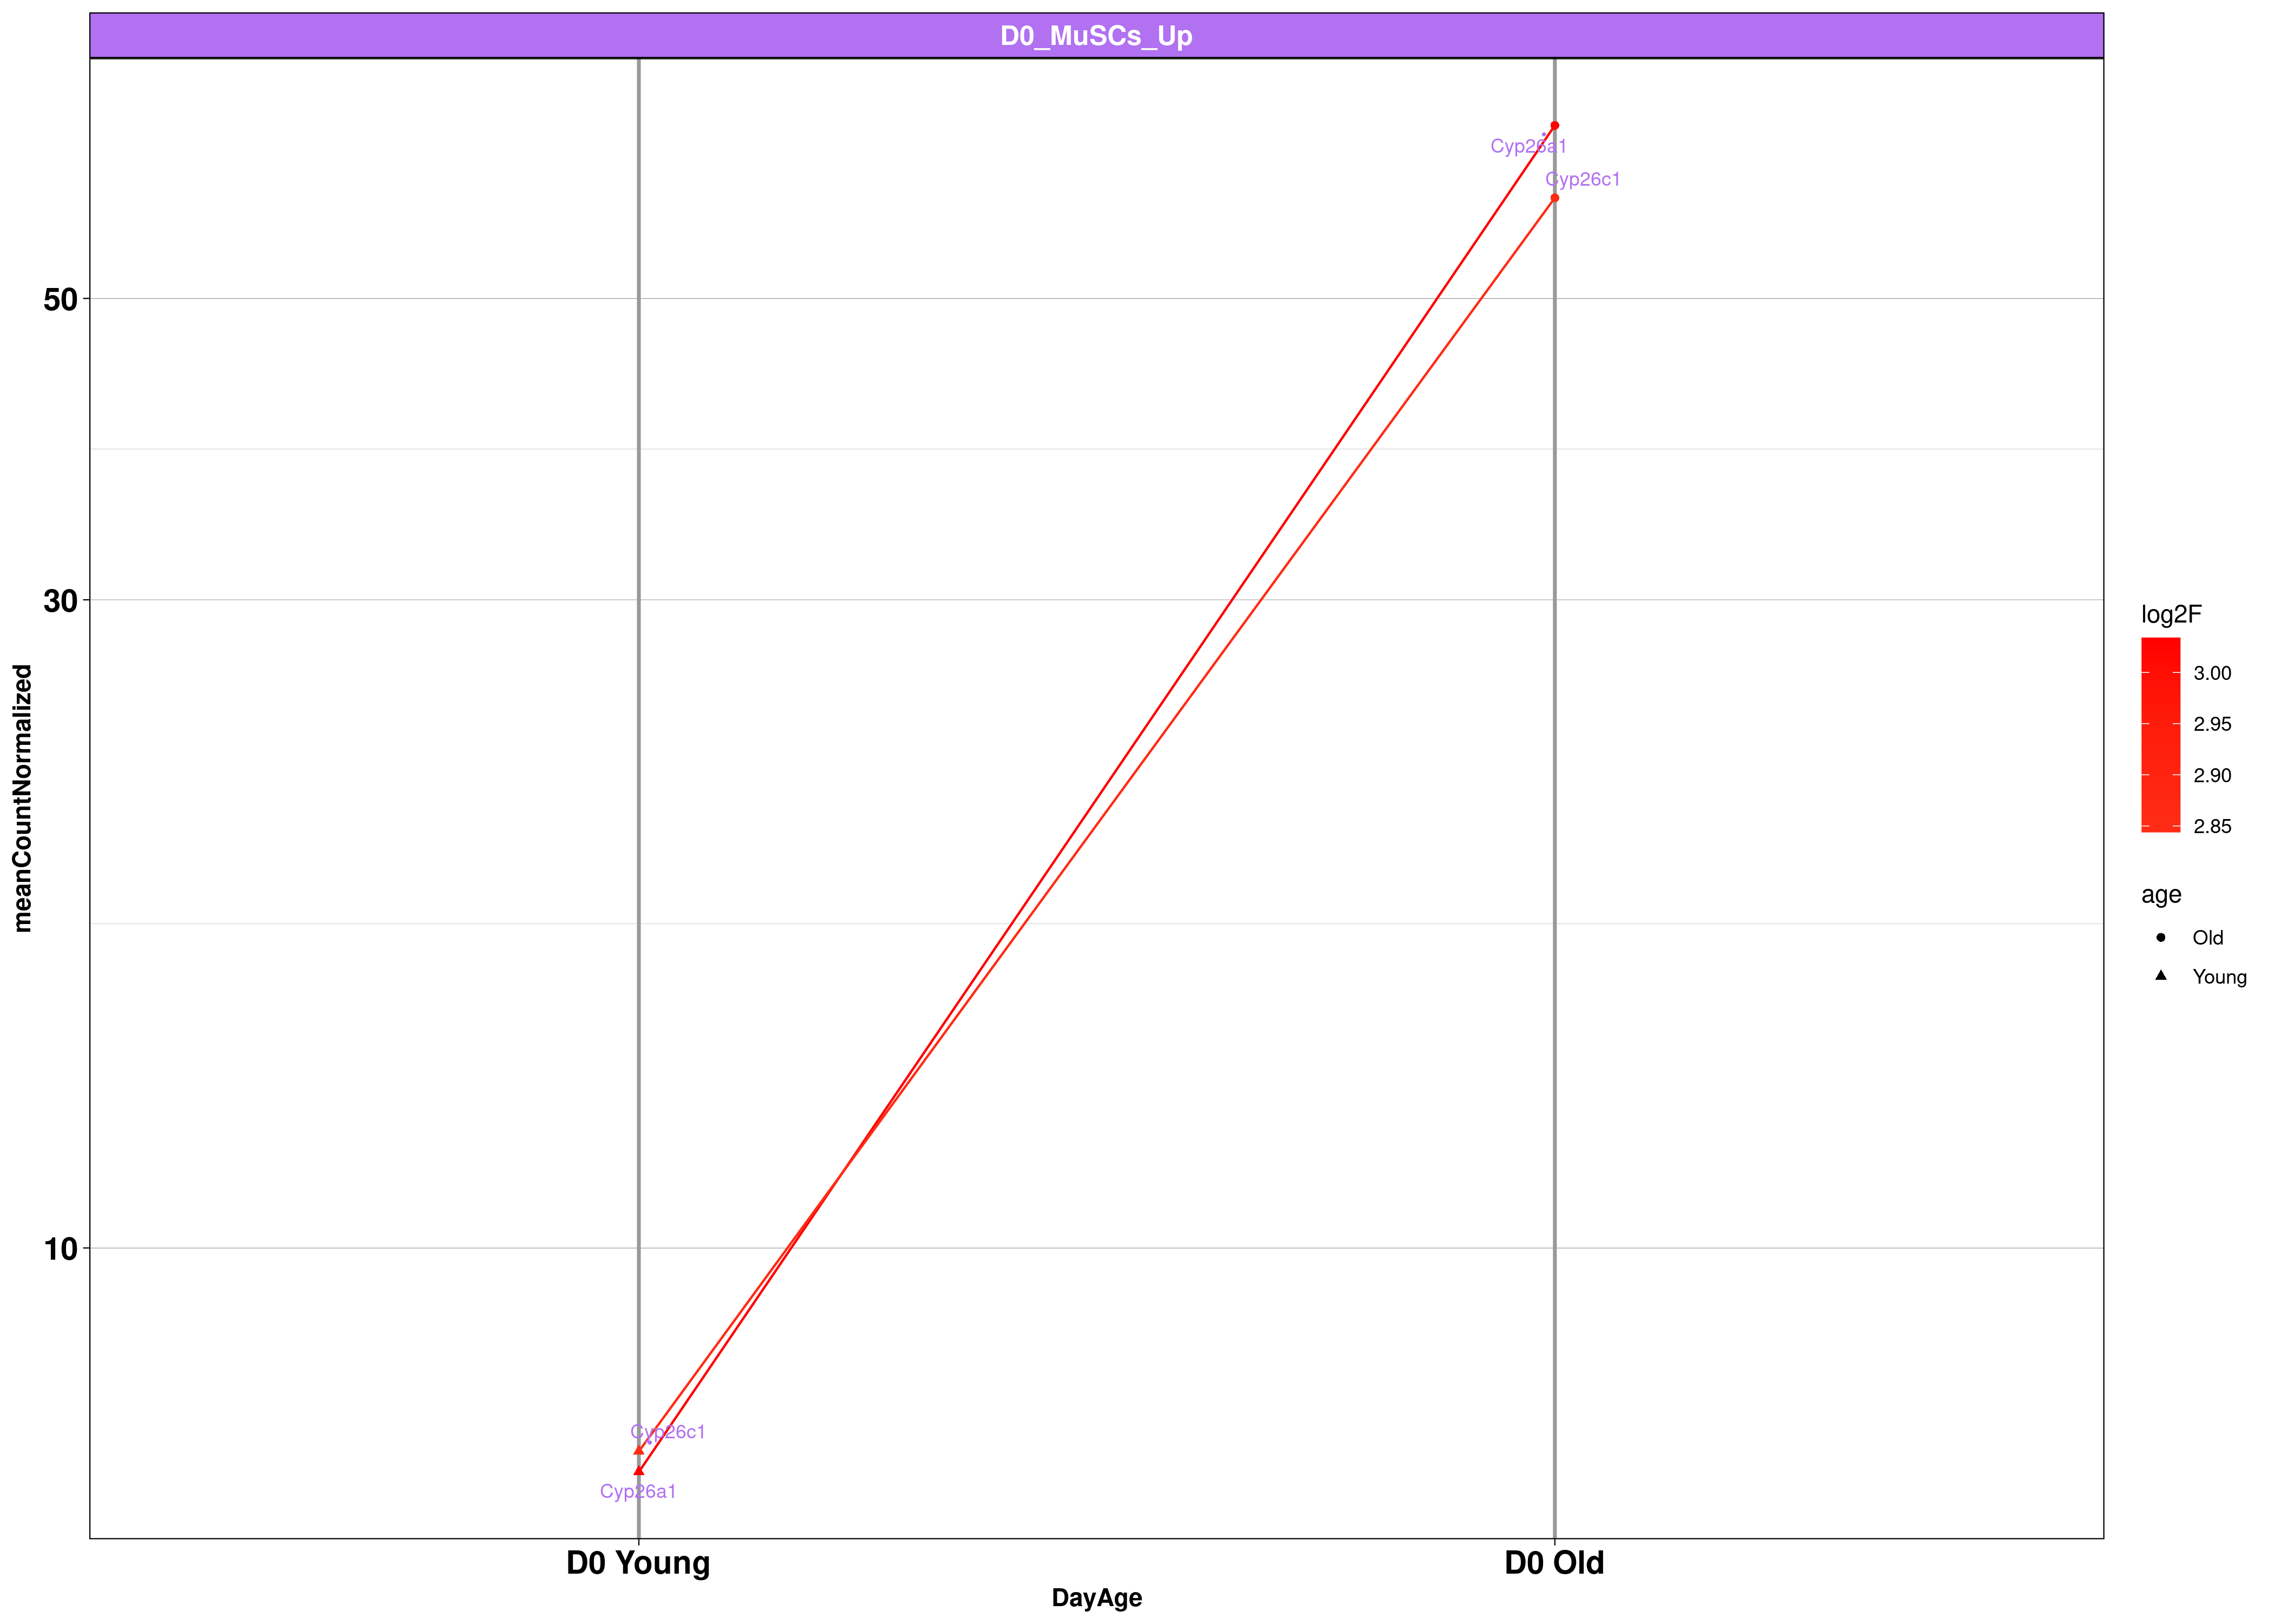 D0_MuSCs_Up
Cyp26a1
Cyp26c1
50
30
10
meanCountNormalized
Cyp26c1
Cyp26a1
D0 Young
D0 Old
DayAge
log2F
3.00
2.95
2.90
2.85
age
Old
Young